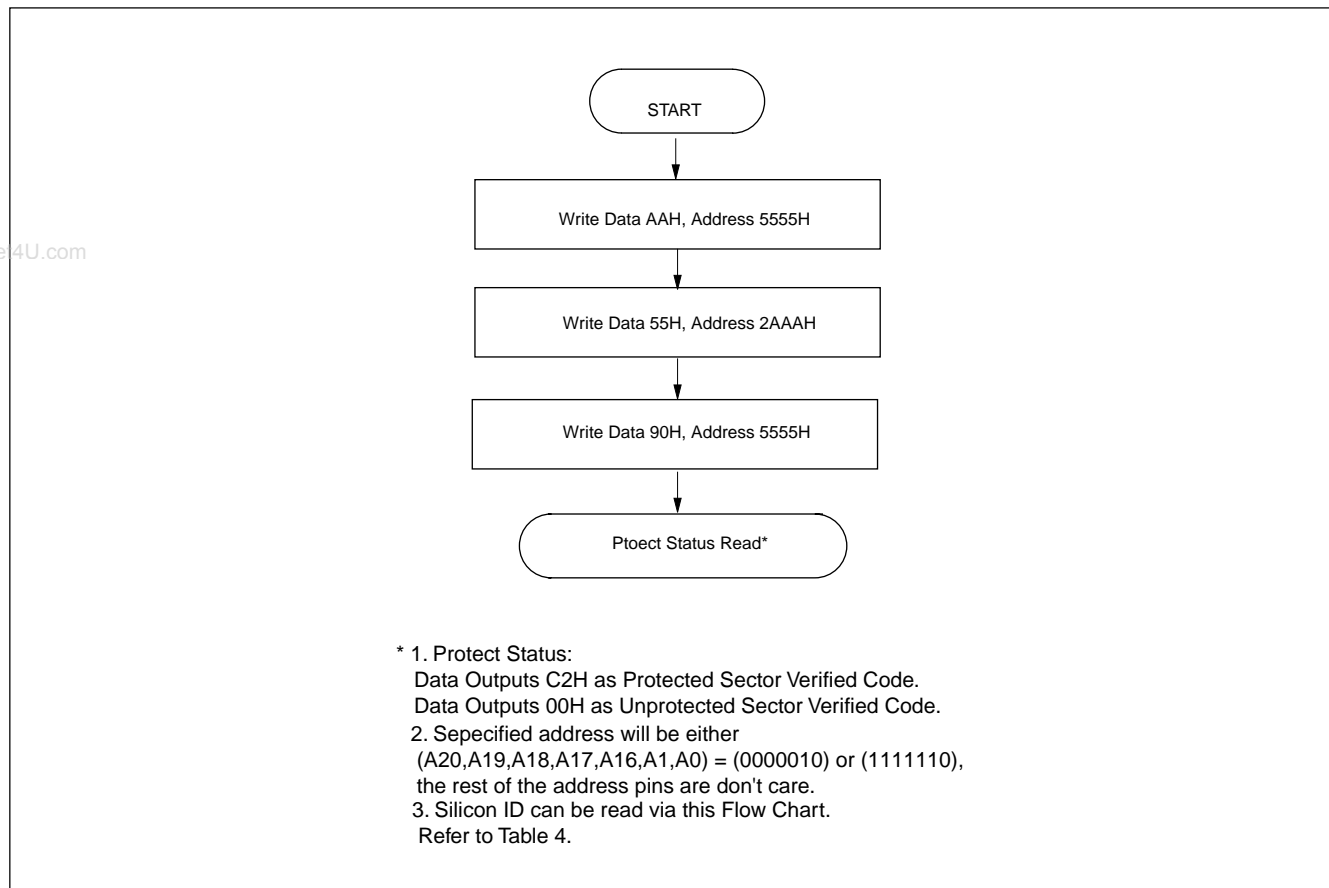 START
Write Data AAH, Address 5555H
et4U.com
Write Data 55H, Address 2AAAH
Write Data 90H, Address 5555H
Ptoect Status Read*
* 1. Protect Status:
Data Outputs C2H as Protected Sector Verified Code.
Data Outputs 00H as Unprotected Sector Verified Code.
2. Sepecified address will be either
(A20,A19,A18,A17,A16,A1,A0) = (0000010) or (1111110),
the rest of the address pins are don't care.
3. Silicon ID can be read via this Flow Chart.
Refer to Table 4.